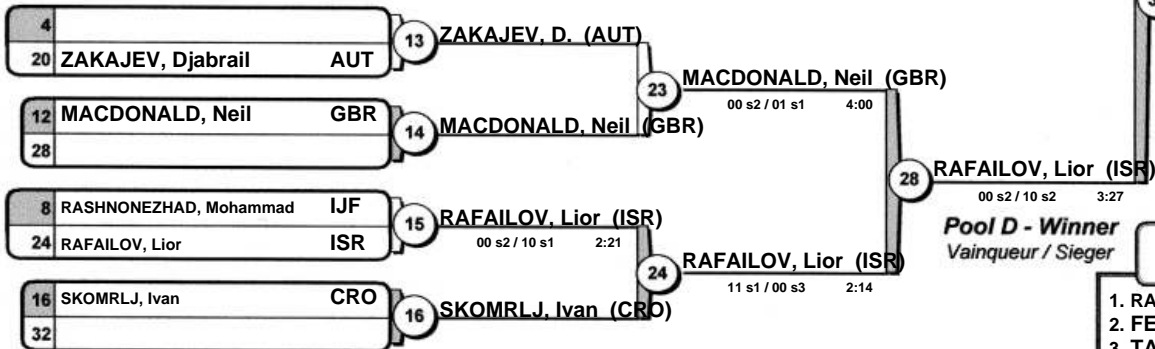 4
20 ZAKAJEV, Djabrail AUT
12 MACDONALD, Neil GBR
28
8 RASHNONEZHAD, Mohammad IJF
24 RAFAILOV, Lior ISR
16 SKOMRLJ, Ivan CRO
32
13 ZAKAJEV, D. (AUT)
14 MACDONALD, Neil (GBR)
15 RAFAILOV, Lior (ISR)
00 s2 / 10 s1 2:21
16 SKOMRLJ, Ivan (CRO)
23 MACDONALD, Neil (GBR)
00 s2 / 01 s1 4:00
24 RAFAILOV, Lior (ISR)
11 s1 / 00 s3 2:14
28 RAFAILOV, Lior (ISR)
00 s2 / 10 s2 3:27
Pool D - Winner
Vainqueur / Sieger
1. RA
2. FE